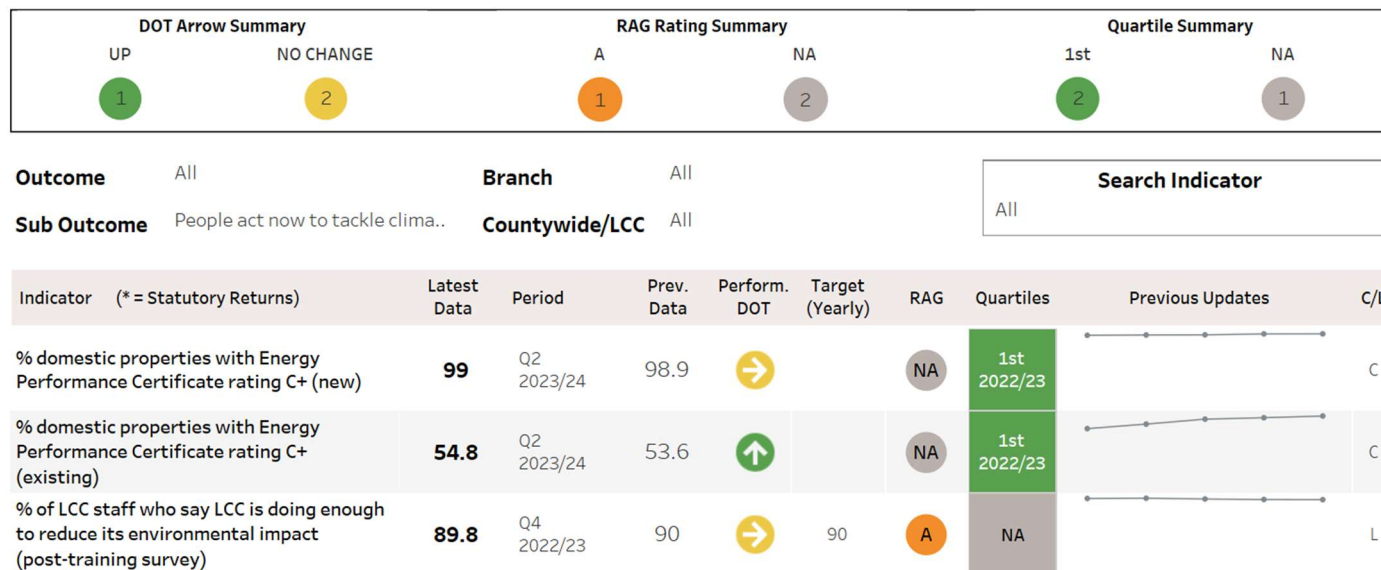 DOT Arrow Summary
RAG Rating Summary
Quartile Summary
UP
NO CHANGE
A
NA
1st
NA
1
2
1
2
2
1
Outcome All
Branch All
Search Indicator
All
Sub Outcome People act now to tackle clima..
Countywide/LCC All
Indicator (* = Statutory Returns)
Latest
Data
Period
Prev.
Data
Perform.
DOT
Target
(Yearly)
RAG
Quartiles
Previous Updates
C/L
% domestic properties with Energy
Performance Certificate rating C+ (new)
99
Q2
2023/24
98.9
NA
1st
2022/23
C
% domestic properties with Energy
Performance Certificate rating C+
(existing)
54.8
Q2
2023/24
53.6
NA
1st
2022/23
C
% of LCC staff who say LCC is doing enough
to reduce its environmental impact
(post-training survey)
89.8
Q4
2022/23
90
90
A
NA
L